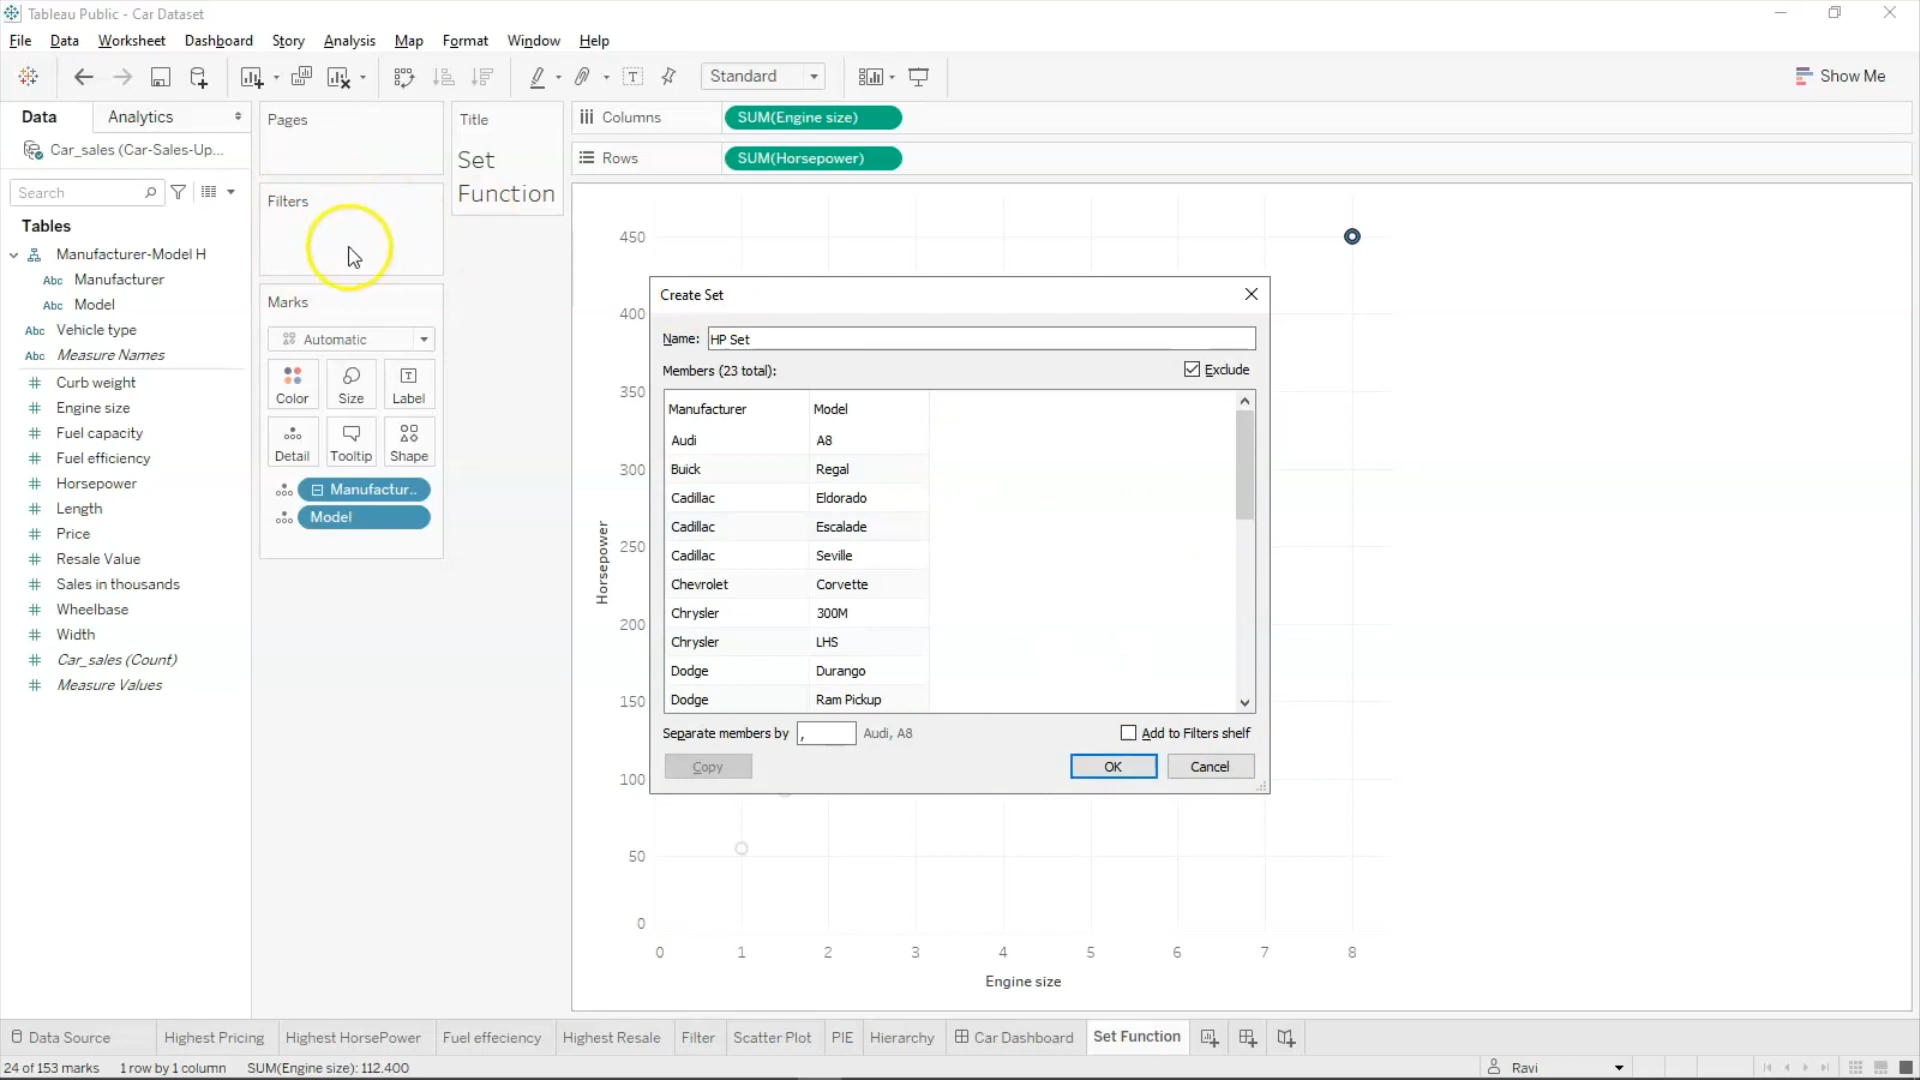 Tableau Public - Car Dataset
File Data Worksheet Dashboard Story Analysis Map Format Window Help
Standard
Show Me
Data Analytics
Car_sales (Car-Sales-Up...
Search
Tables
Manufacturer-Model H
Abc Manufacturer
Abc Model
Abc Vehicle type
Abc Measure Names
# Curb weight
# Engine size
# Fuel capacity
# Fuel efficiency
# Horsepower
# Length
# Price
# Resale Value
# Sales in thousands
# Wheelbase
# Width
# Car_sales (Count)
# Measure Values
Pages
Filters
Marks
Automatic
Color Size Label
Detail Tooltip Shape
Manufactur..
Model
Title
Set
Function
Columns SUM(Engine size)
Rows SUM(Horsepower)
Horsepower
450
400
350
300
250
200
150
100
50
0
0 1 2 3 4 5 6 7 8
Engine size
Create Set
Name: HP Set
Members (23 total): Exclude
Manufacturer Model
Audi A8
Buick Regal
Cadillac Eldorado
Cadillac Escalade
Cadillac Seville
Chevrolet Corvette
Chrysler 300M
Chrysler LHS
Dodge Durango
Dodge Ram Pickup
Separate members by , Audi, A8 Add to Filters shelf
Copy OK Cancel
Data Source Highest Pricing Highest HorsePower Fuel effeciency Highest Resale Filter Scatter Plot PIE Hierarchy Car Dashboard Set Function
24 of 153 marks 1 row by 1 column SUM(Engine size): 112.400 Ravi